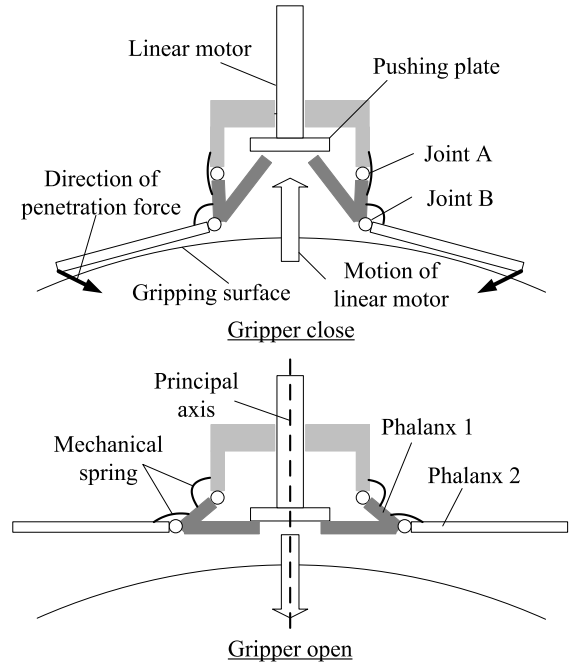 Linear motor
Pushing plate
Joint A
Direction of
penetration force
Joint B
Gripping surface
Motion of
linear motor
Gripper close
Principal
axis
Phalanx 1
Mechanical
spring
Phalanx 2
Gripper open